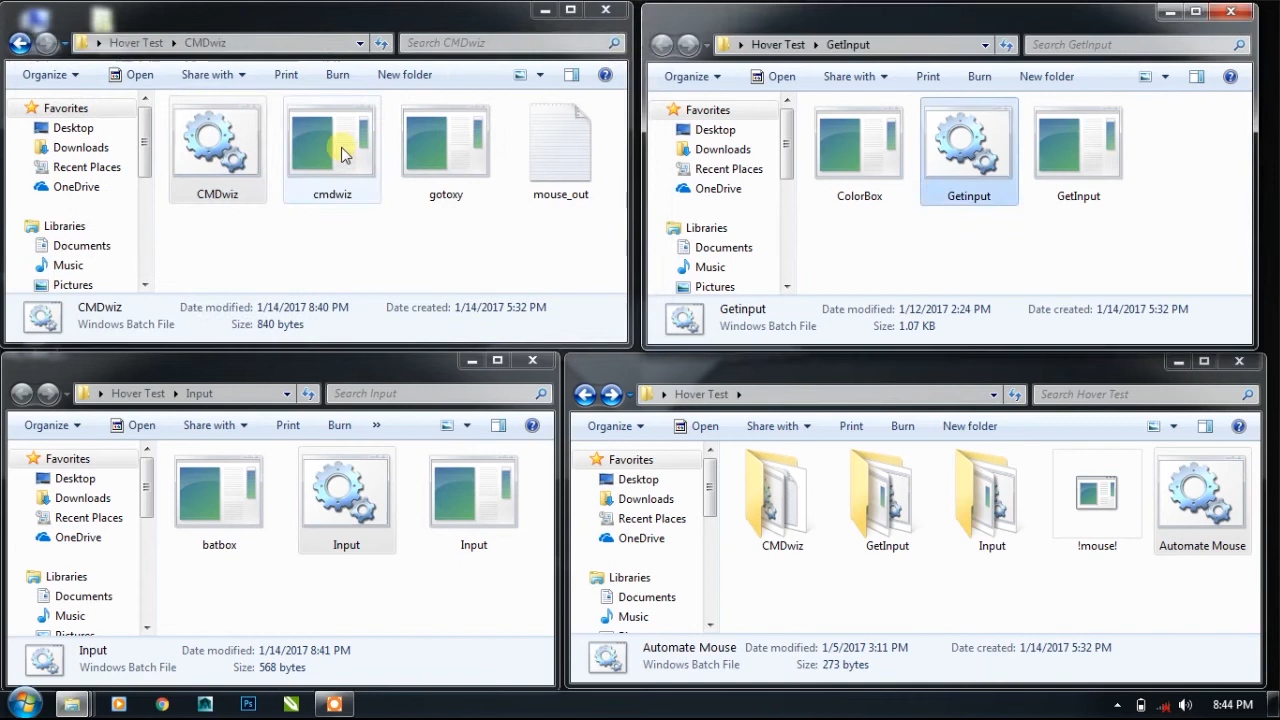 Hover Test CMDwiz
Search CMDwiz
Organize Open Share with Print Burn New folder
Favorites
Desktop
Downloads
Recent Places
OneDrive
Libraries
Documents
Music
Pictures
CMDwiz cmdwiz gotoxy mouse_out
CMDwiz Date modified: 1/14/2017 8:40 PM Date created: 1/14/2017 5:32 PM
Windows Batch File Size: 840 bytes
Hover Test GetInput
Search GetInput
Organize Open Share with Print Burn New folder
Favorites
Desktop
Downloads
Recent Places
OneDrive
Libraries
Documents
Music
Pictures
ColorBox Getinput GetInput
Getinput Date modified: 1/12/2017 2:24 PM Date created: 1/14/2017 5:32 PM
Windows Batch File Size: 1.07 KB
Hover Test Input
Search Input
Organize Open Share with Print Burn »
Favorites
Desktop
Downloads
Recent Places
OneDrive
Libraries
Documents
Music
Pictures
batbox Input Input
Input Date modified: 1/14/2017 8:41 PM
Windows Batch File Size: 568 bytes
Hover Test
Search Hover Test
Organize Open Share with Print Burn New folder
Favorites
Desktop
Downloads
Recent Places
OneDrive
Libraries
Documents
Music
CMDwiz GetInput Input !mouse! Automate Mouse
Automate Mouse Date modified: 1/5/2017 3:11 PM Date created: 1/14/2017 5:32 PM
Windows Batch File Size: 273 bytes
Ps
8:44 PM